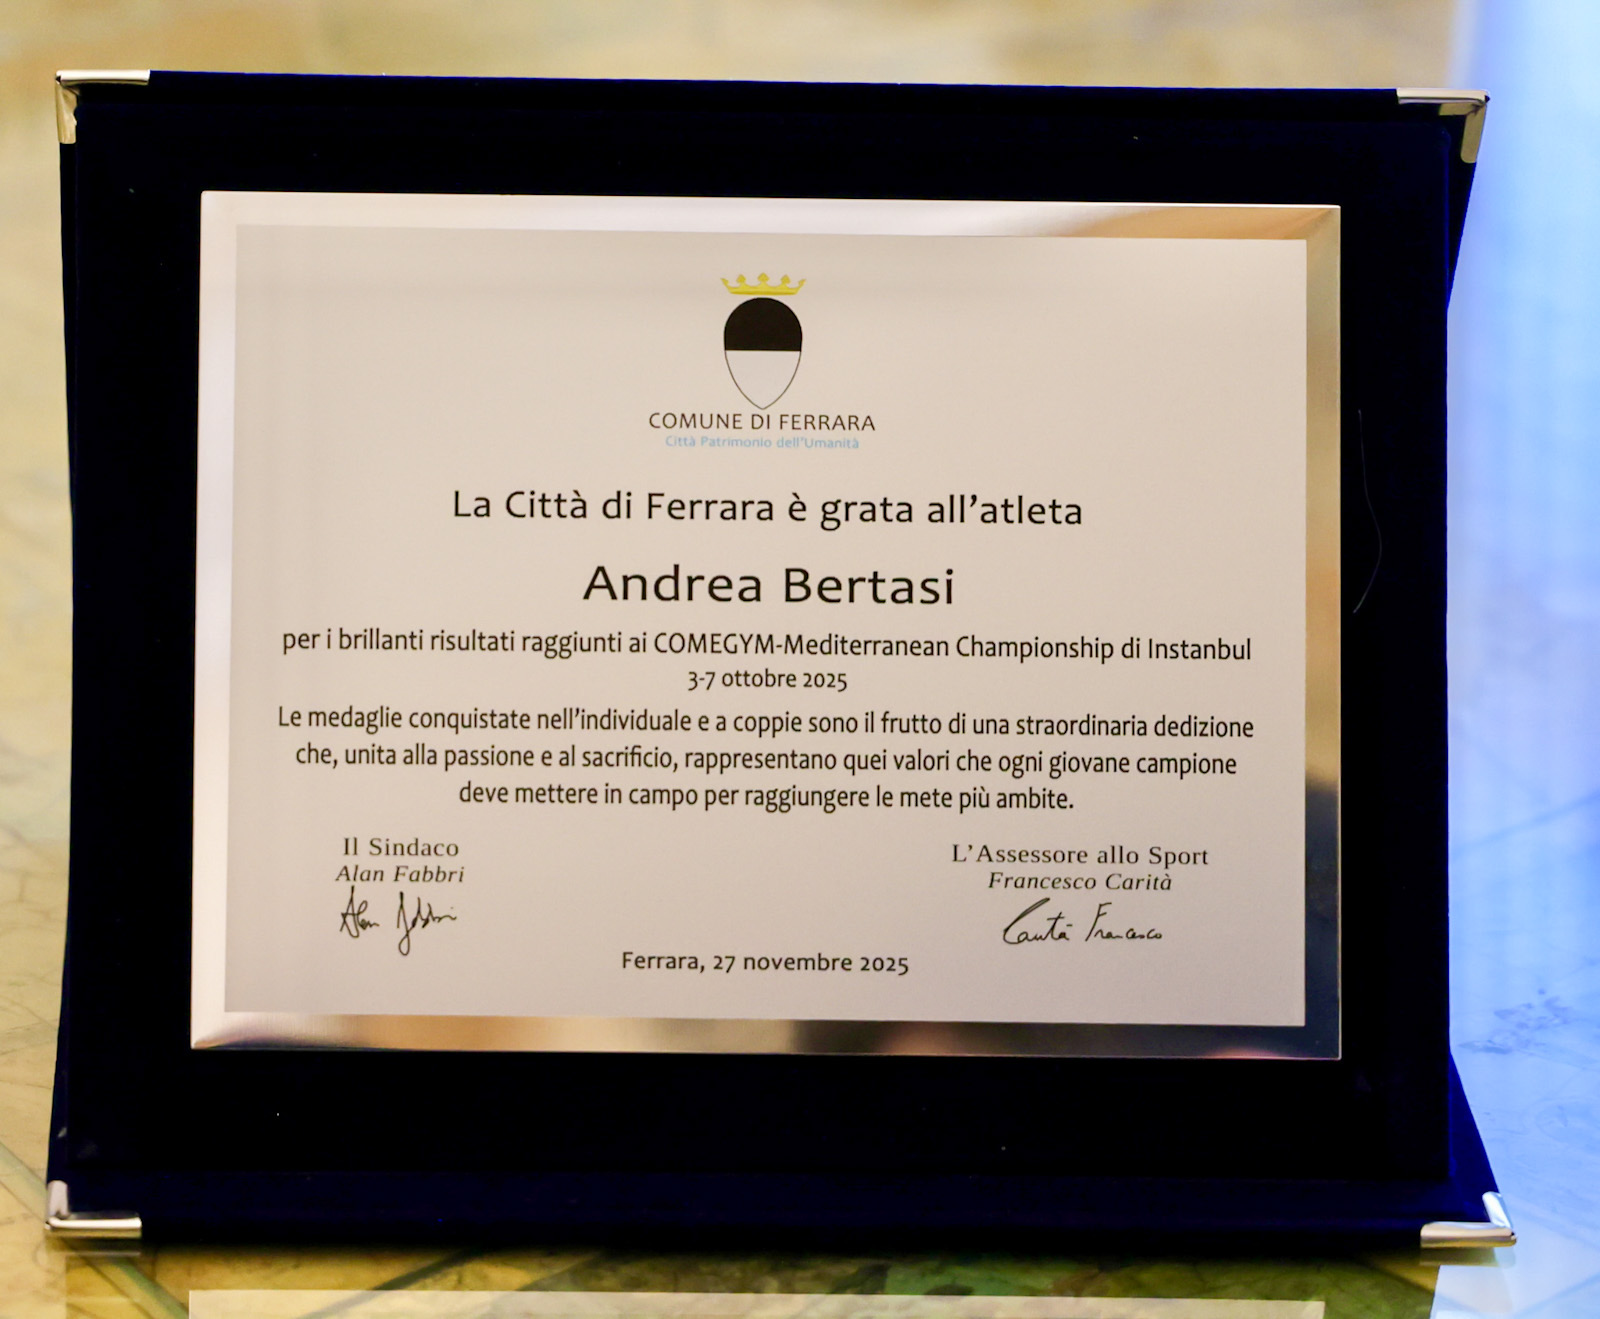 COMUNE DI FERRARA
Città Patrimonio dell'Umanità
La Città di Ferrara è grata all'atleta
Andrea Bertasi
per i brillanti risultati raggiunti ai COMEGYM-Mediterranean Championship di Instanbul
3-7 ottobre 2025
Le medaglie conquistate nell'individuale e a coppie sono il frutto di una straordinaria dedizione
che, unita alla passione e al sacrificio, rappresentano quei valori che ogni giovane campione
deve mettere in campo per raggiungere le mete più ambite.
Il Sindaco
Alan Fabbri
Alan Fabbri
L'Assessore allo Sport
Francesco Carità
Carità Francesco
Ferrara, 27 novembre 2025